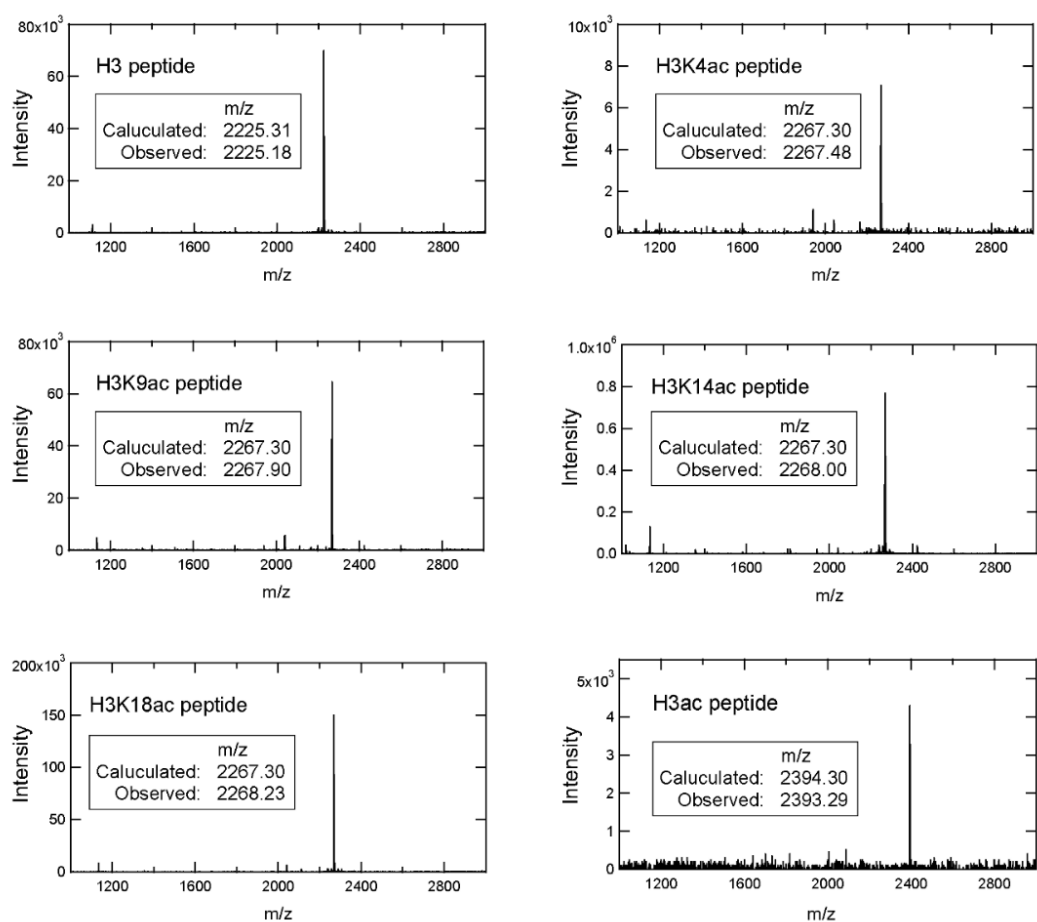 80x10³
H3 peptide
m/z
Caluculated: 2225.31
Observed: 2225.18
60
40
20
0
Intensity
1200 1600 2000 2400 2800
m/z
10x10³
H3K4ac peptide
m/z
Caluculated: 2267.30
Observed: 2267.48
8
6
4
2
0
Intensity
1200 1600 2000 2400 2800
m/z
80x10³
H3K9ac peptide
m/z
Caluculated: 2267.30
Observed: 2267.90
60
40
20
0
Intensity
1200 1600 2000 2400 2800
m/z
1.0x10⁶
H3K14ac peptide
m/z
Caluculated: 2267.30
Observed: 2268.00
0.8
0.6
0.4
0.2
0.0
Intensity
1200 1600 2000 2400 2800
m/z
200x10³
H3K18ac peptide
m/z
Caluculated: 2267.30
Observed: 2268.23
150
100
50
0
Intensity
1200 1600 2000 2400 2800
m/z
5x10³
H3ac peptide
m/z
Caluculated: 2394.30
Observed: 2393.29
4
3
2
1
0
Intensity
1200 1600 2000 2400 2800
m/z